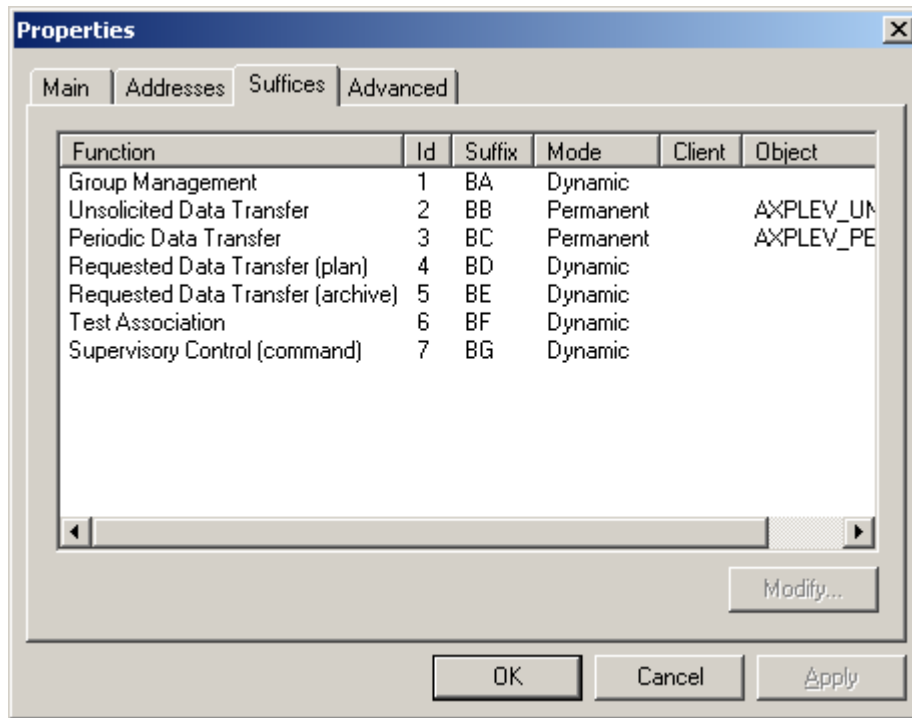 Properties
Main Addresses Suffices Advanced
Function Id Suffix Mode Client Object
Group Management 1 BA Dynamic
Unsolicited Data Transfer 2 BB Permanent AXPLEV_UN
Periodic Data Transfer 3 BC Permanent AXPLEV_PE
Requested Data Transfer (plan) 4 BD Dynamic
Requested Data Transfer (archive) 5 BE Dynamic
Test Association 6 BF Dynamic
Supervisory Control (command) 7 BG Dynamic
Modify...
OK Cancel Apply